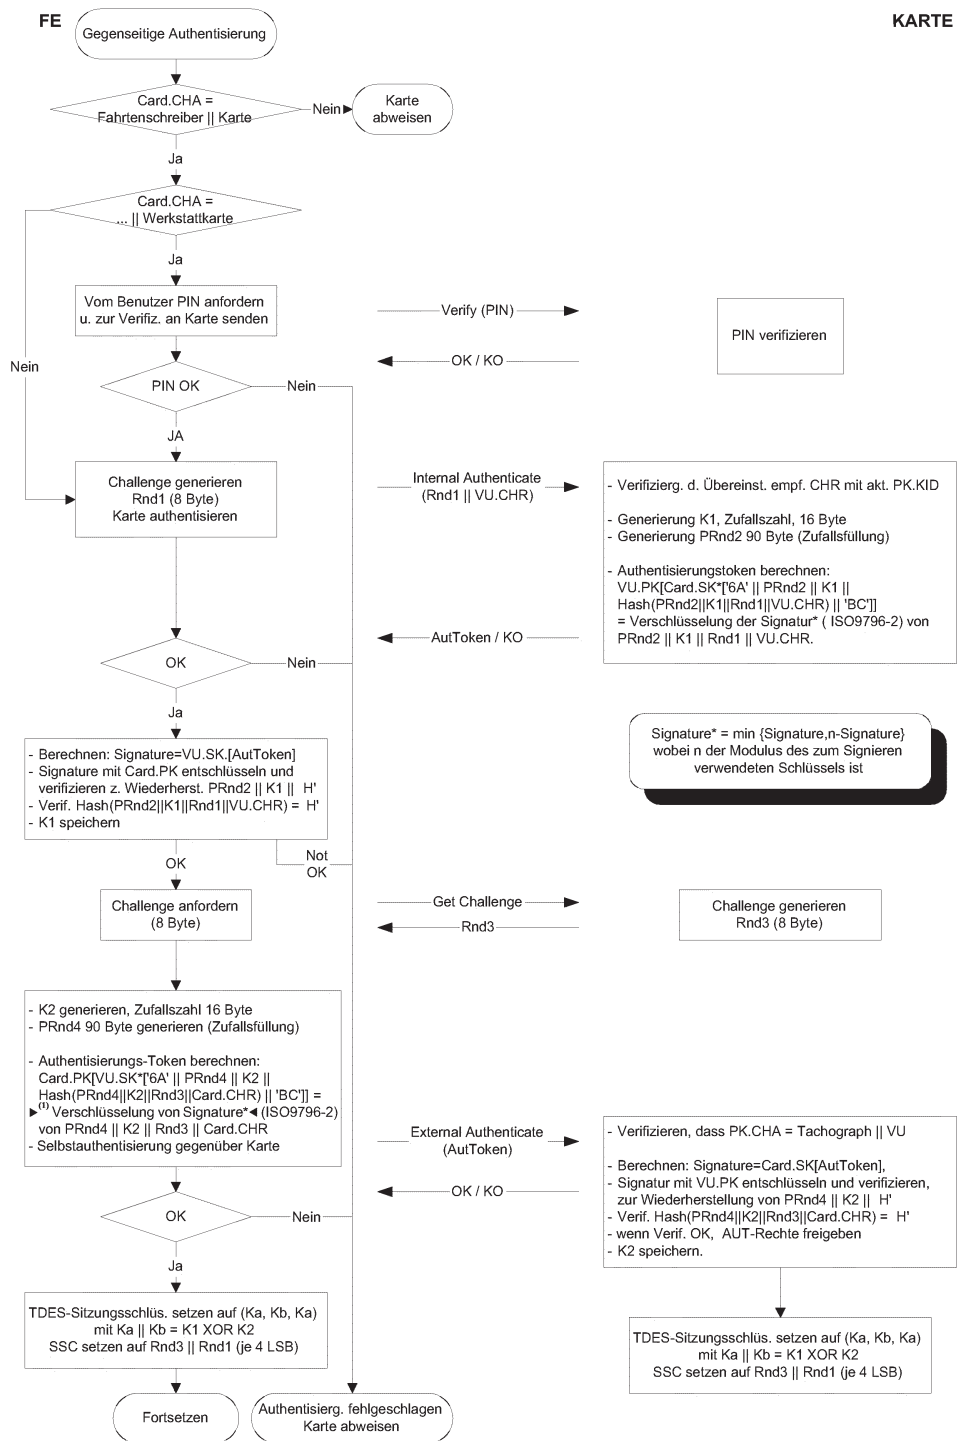 FE
KARTE
Gegenseitige Authentisierung
Card.CHA =
Fahrtenschreiber || Karte
Nein
Karte
abweisen
Ja
Card.CHA =
... || Werkstattkarte
Ja
Vom Benutzer PIN anfordern
u. zur Verifiz. an Karte senden
Verify (PIN)
PIN verifizieren
OK / KO
Nein
PIN OK
Nein
JA
Challenge generieren
Rnd1 (8 Byte)
Karte authentisieren
Internal Authenticate
(Rnd1 || VU.CHR)
- Verifizierg. d. Übereinst. empf. CHR mit akt. PK.KID
- Generierung K1, Zufallszahl, 16 Byte
- Generierung PRnd2 90 Byte (Zufallsfüllung)
- Authentisierungstoken berechnen:
VU.PK[Card.SK*['6A' || PRnd2 || K1 ||
Hash(PRnd2||K1||Rnd1||VU.CHR) || 'BC']]
= Verschlüsselung der Signatur* ( ISO9796-2) von
PRnd2 || K1 || Rnd1 || VU.CHR.
AutToken / KO
OK
Nein
Ja
Signature* = min {Signature,n-Signature}
wobei n der Modulus des zum Signieren
verwendeten Schlüssels ist
- Berechnen: Signature=VU.SK.[AutToken]
- Signature mit Card.PK entschlüsseln und
verifizieren z. Wiederherst. PRnd2 || K1 || H'
- Verif. Hash(PRnd2||K1||Rnd1||VU.CHR) = H'
- K1 speichern
OK
Not
OK
Challenge anfordern
(8 Byte)
Get Challenge
Rnd3
Challenge generieren
Rnd3 (8 Byte)
- K2 generieren, Zufallszahl 16 Byte
- PRnd4 90 Byte generieren (Zufallsfüllung)
- Authentisierungs-Token berechnen:
Card.PK[VU.SK*['6A' || PRnd4 || K2 ||
Hash(PRnd4||K2||Rnd3||Card.CHR) || 'BC']] =
►(1) Verschlüsselung von Signature*◄ (ISO9796-2)
von PRnd4 || K2 || Rnd3 || Card.CHR
- Selbstauthentisierung gegenüber Karte
External Authenticate
(AutToken)
OK / KO
- Verifizieren, dass PK.CHA = Tachograph || VU
- Berechnen: Signature=Card.SK[AutToken],
- Signatur mit VU.PK entschlüsseln und verifizieren,
zur Wiederherstellung von PRnd4 || K2 || H'
- Verif. Hash(PRnd4||K2||Rnd3||Card.CHR) = H'
- wenn Verif. OK, AUT-Rechte freigeben
- K2 speichern.
OK
Nein
Ja
TDES-Sitzungsschlüs. setzen auf (Ka, Kb, Ka)
mit Ka || Kb = K1 XOR K2
SSC setzen auf Rnd3 || Rnd1 (je 4 LSB)
TDES-Sitzungsschlüs. setzen auf (Ka, Kb, Ka)
mit Ka || Kb = K1 XOR K2
SSC setzen auf Rnd3 || Rnd1 (je 4 LSB)
Fortsetzen
Authentisierg. fehlgeschlagen
Karte abweisen